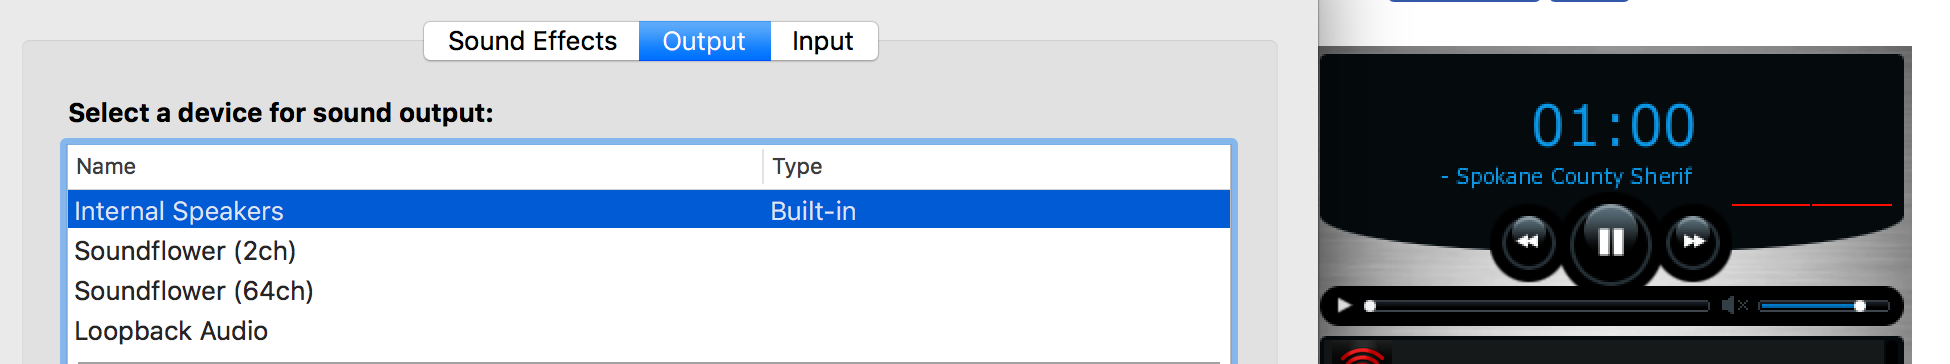 Sound Effects Output Input
Select a device for sound output:
Name Type
Internal Speakers Built-in
Soundflower (2ch)
Soundflower (64ch)
Loopback Audio
01:00
- Spokane County Sherif